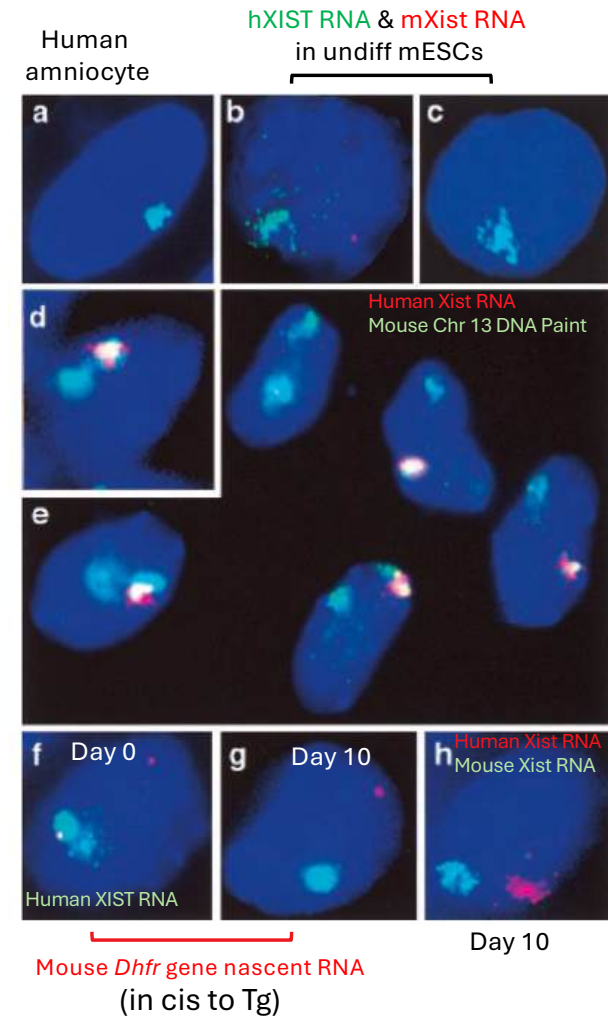 Human
amniocyte
hXIST RNA & mXist RNA
in undiff mESCs
a
b
c
d
Human Xist RNA
Mouse Chr 13 DNA Paint
e
f
Day 0
g
Day 10
h
Human Xist RNA
Mouse Xist RNA
Human XIST RNA
Day 10
Mouse Dhfr gene nascent RNA
(in cis to Tg)